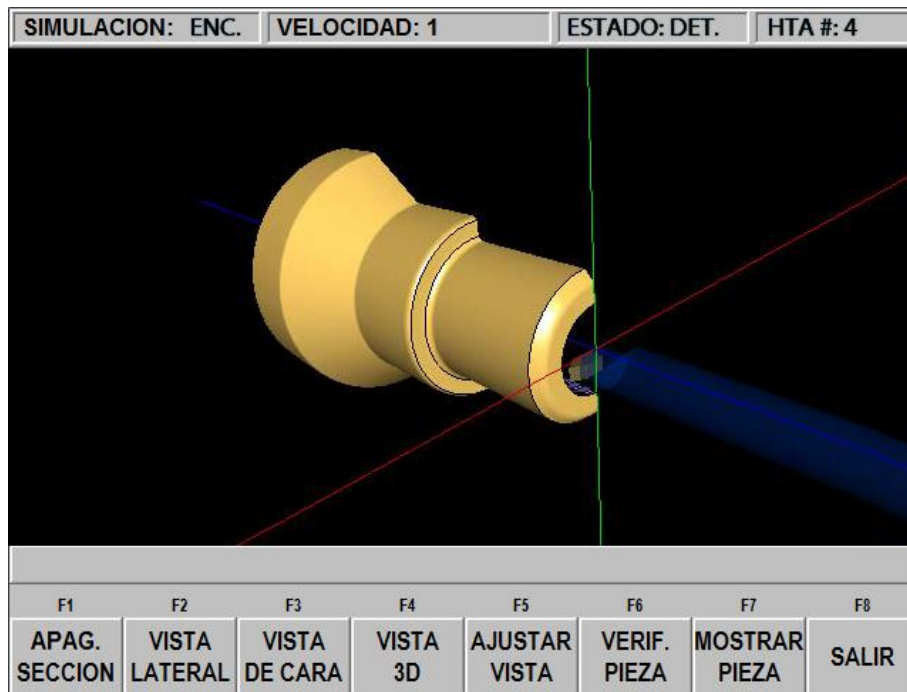 SIMULACION: ENC. VELOCIDAD: 1 ESTADO: DET. HTA #: 4
F1 F2 F3 F4 F5 F6 F7 F8
APAG. VISTA VISTA VISTA AJUSTAR VERIF. MOSTRAR SALIR
SECCION LATERAL DE CARA 3D VISTA PIEZA PIEZA